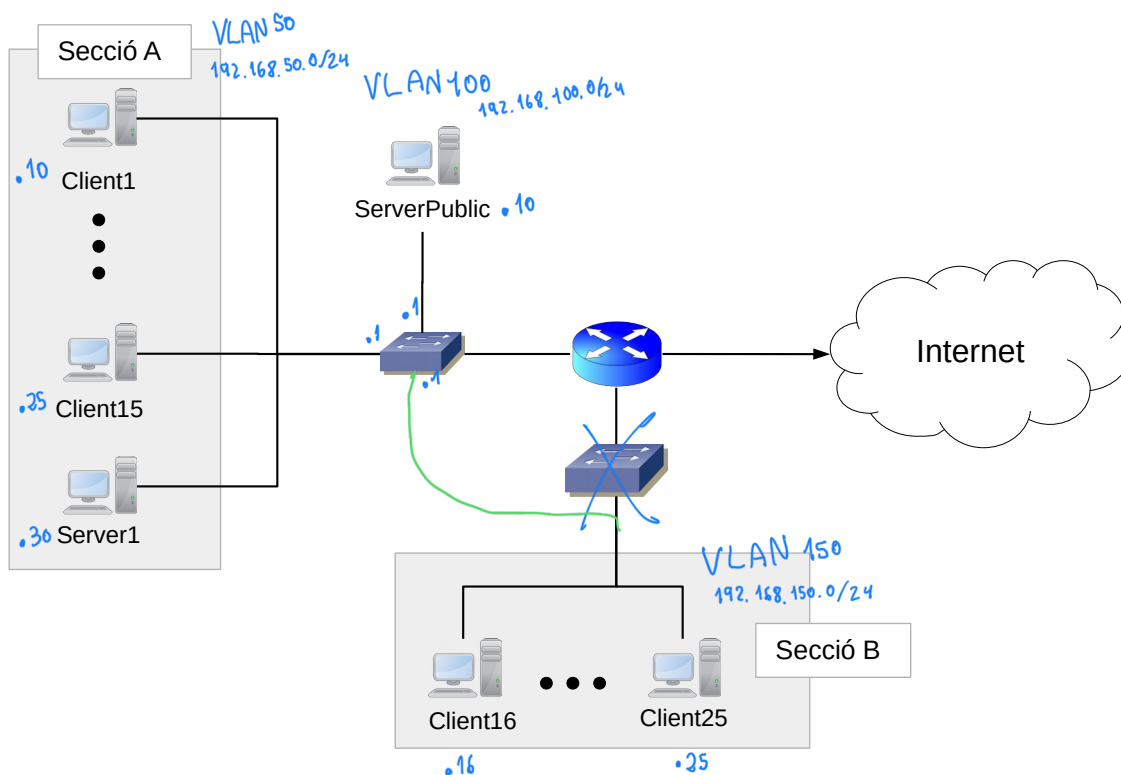 Secció A
VLAN 50
192.168.50.0/24
VLAN 100
192.168.100.0/24
.10
Client1
ServerPublic .10
.1
.1
.1
.25
Client15
Internet
.30
Server1
VLAN 150
192.168.150.0/24
Secció B
Client16
Client25
.16
.25